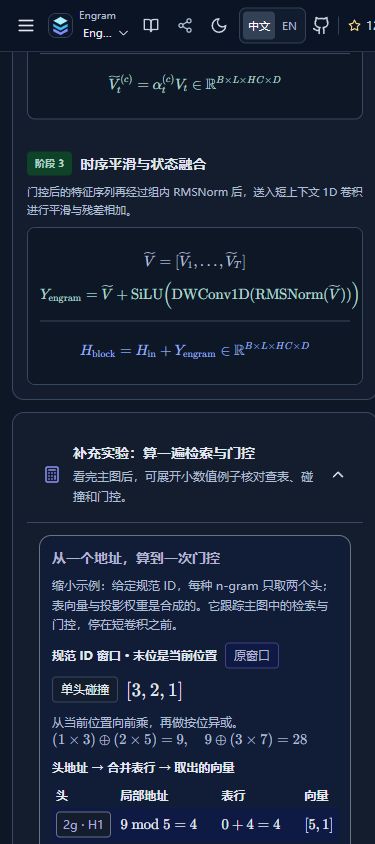 Engram
Eng...
中文
EN
12
Ṽ_t^(c) = α_t^(c) V_t ∈ ℝ^{B×L×HC×D}
阶段 3
时序平滑与状态融合
门控后的特征序列再经过组内 RMSNorm 后，送入短上下文 1D 卷积
进行平滑与残差相加。
Ṽ = [Ṽ_1, …, Ṽ_T]
Y_engram = Ṽ + SiLU(DWConv1D(RMSNorm(Ṽ)))
H_block = H_in + Y_engram ∈ ℝ^{B×L×HC×D}
补充实验：算一遍检索与门控
看完主图后，可展开小数值例子核对查表、碰
撞和门控。
从一个地址，算到一次门控
缩小示例：给定规范 ID，每种 n-gram 只取两个头；
表向量与投影权重是合成的。它跟踪主图中的检索与
门控，停在短卷积之前。
规范 ID 窗口 · 末位是当前位置
原窗口
单头碰撞
[3, 2, 1]
从当前位置向前乘，再做按位异或。
(1 × 3) ⊕ (2 × 5) = 9, 9 ⊕ (3 × 7) = 28
头地址 → 合并表行 → 取出的向量
头 局部地址 表行 向量
2g · H1 9 mod 5 = 4 0 + 4 = 4 [5, 1]